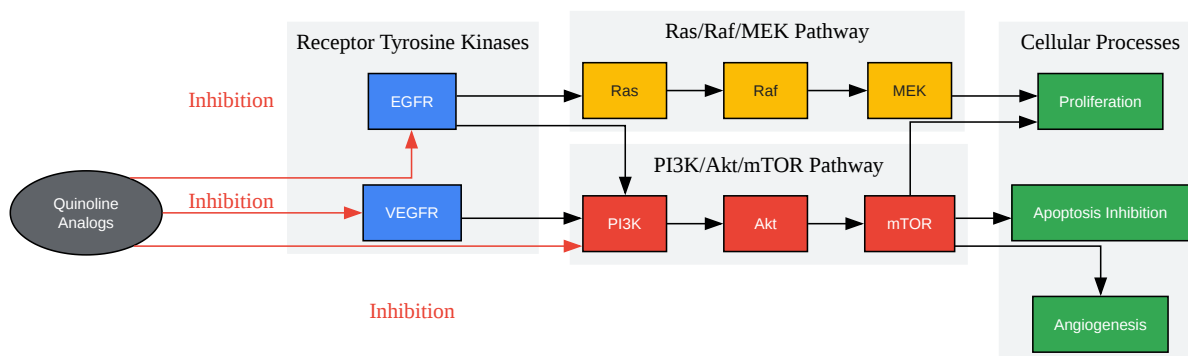 Receptor Tyrosine Kinases
Ras/Raf/MEK Pathway
Cellular Processes
Inhibition
EGFR
Ras
Raf
MEK
Proliferation
PI3K/Akt/mTOR Pathway
Quinoline
Analogs
Inhibition
VEGFR
PI3K
Akt
mTOR
Apoptosis Inhibition
Inhibition
Angiogenesis